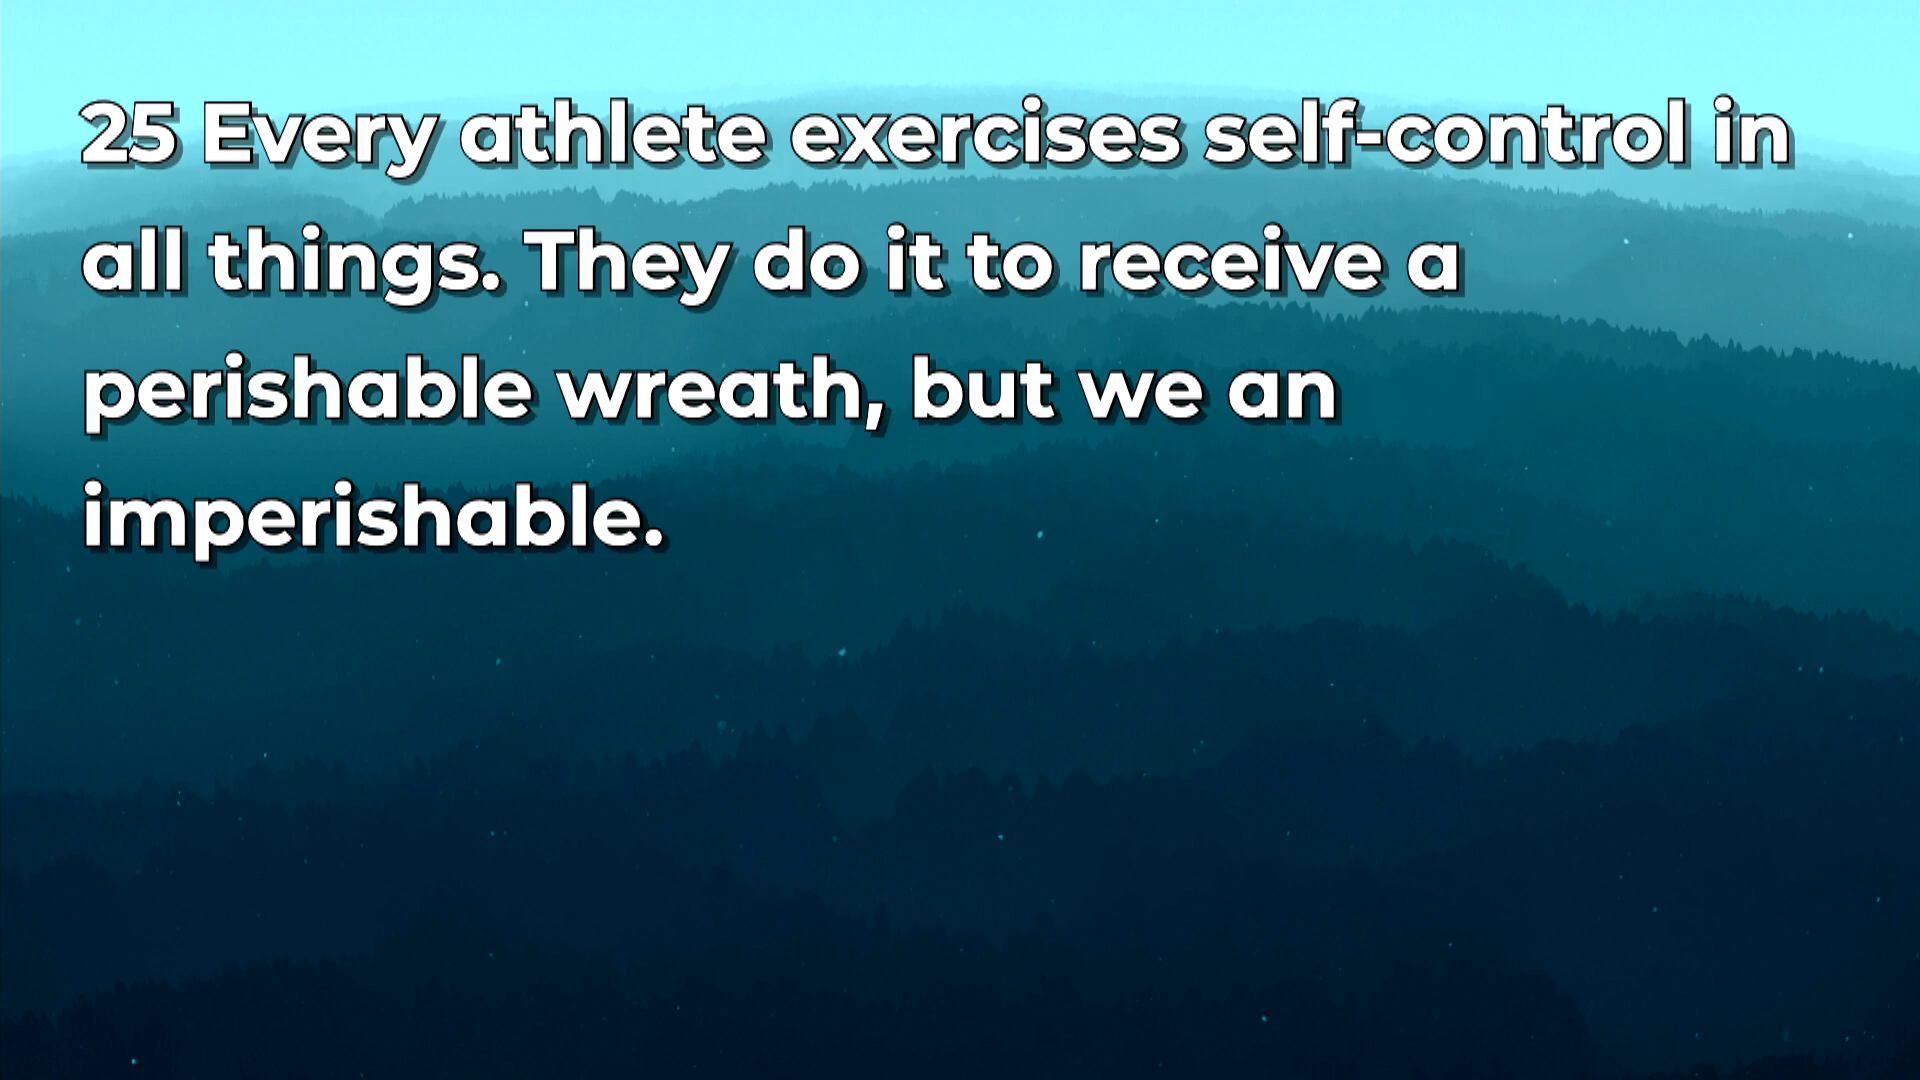 25 Every athlete exercises self-control in
all things. They do it to receive a
perishable wreath, but we an
imperishable.